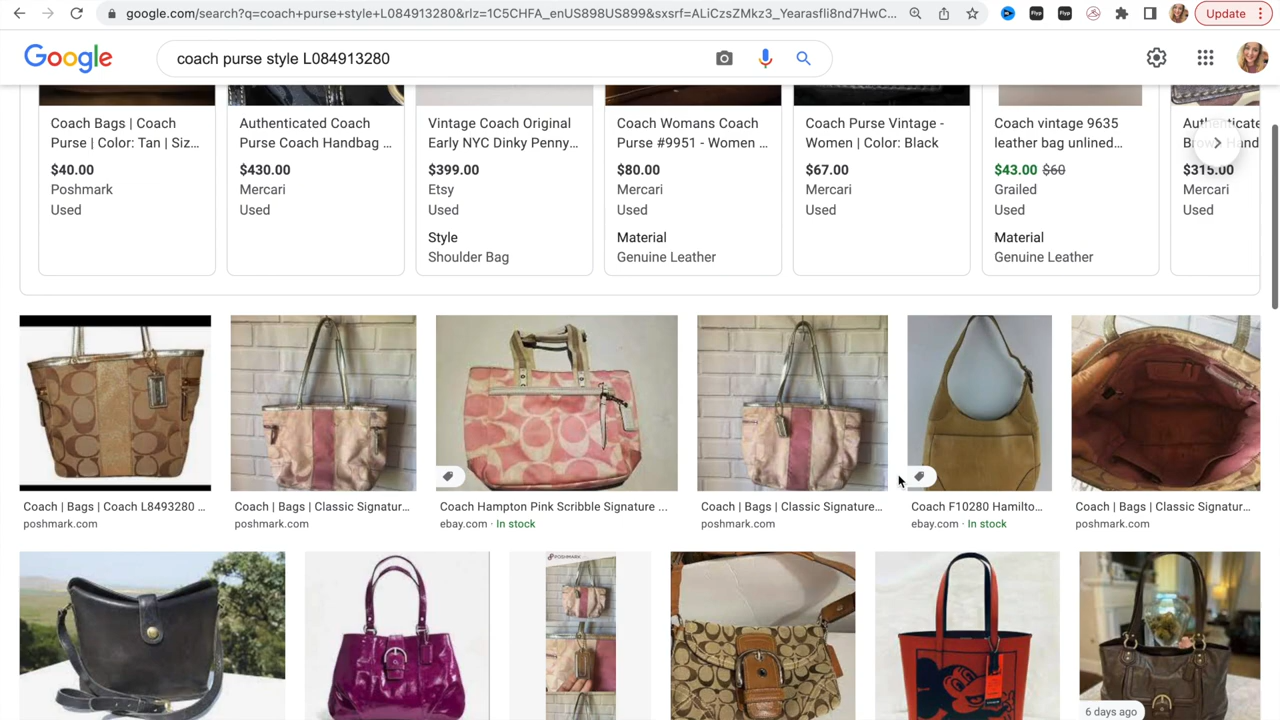 google.com/search?q=coach+purse+style+L084913280&rlz=1C5CHFA_enUS898US899&sxsrf=ALiCzsZMkz3_Yearasfli8nd7HwC...
Update
Google
coach purse style L084913280
Coach Bags | Coach
Purse | Color: Tan | Siz...
$40.00
Poshmark
Used
Authenticated Coach
Purse Coach Handbag ...
$430.00
Mercari
Used
Vintage Coach Original
Early NYC Dinky Penny...
$399.00
Etsy
Used
Style
Shoulder Bag
Coach Womans Coach
Purse #9951 - Women ...
$80.00
Mercari
Used
Material
Genuine Leather
Coach Purse Vintage -
Women | Color: Black
$67.00
Mercari
Used
Coach vintage 9635
leather bag unlined...
$43.00 $60
Grailed
Used
Material
Genuine Leather
$315.00
Mercari
Used
Coach | Bags | Coach L8493280 ...
poshmark.com
Coach | Bags | Classic Signatur...
poshmark.com
Coach Hampton Pink Scribble Signature ...
ebay.com · In stock
Coach | Bags | Classic Signature...
poshmark.com
Coach F10280 Hamilto...
ebay.com · In stock
Coach | Bags | Classic Signatur...
poshmark.com
POSHMARK
6 days ago